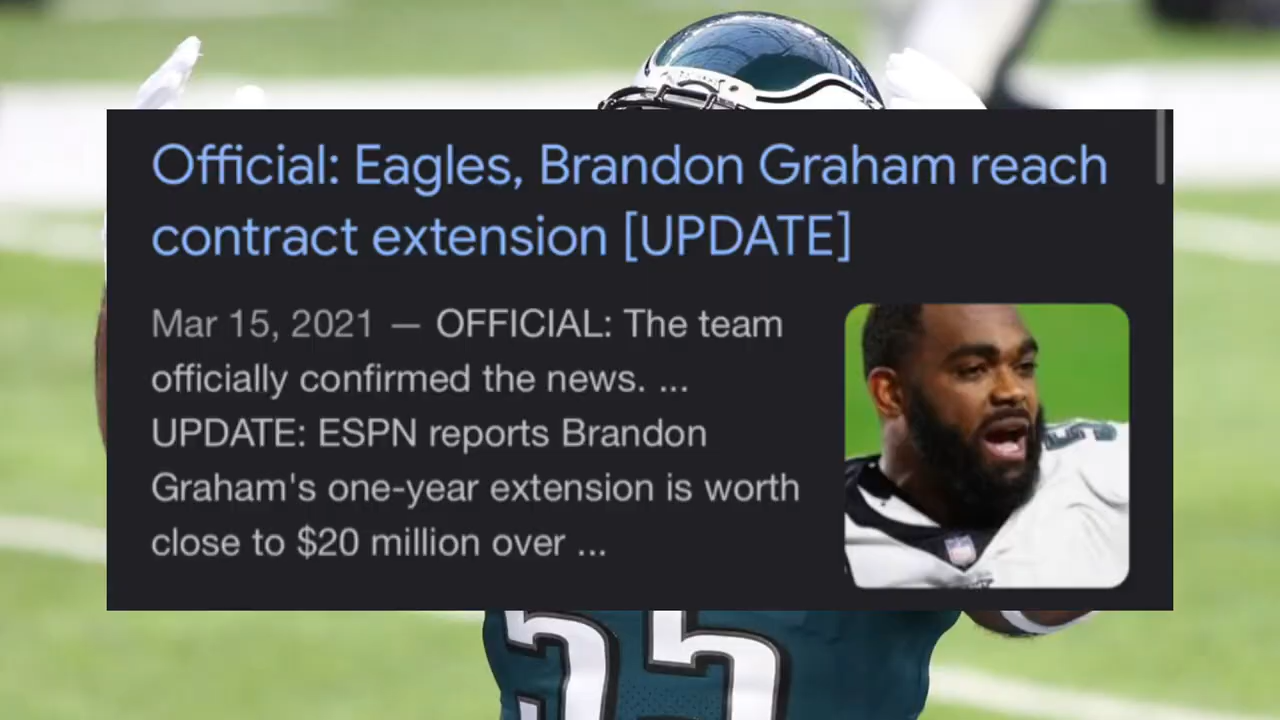 Official: Eagles, Brandon Graham reach
contract extension [UPDATE]
Mar 15, 2021 — OFFICIAL: The team
officially confirmed the news. ...
UPDATE: ESPN reports Brandon
Graham's one-year extension is worth
close to $20 million over ...
55